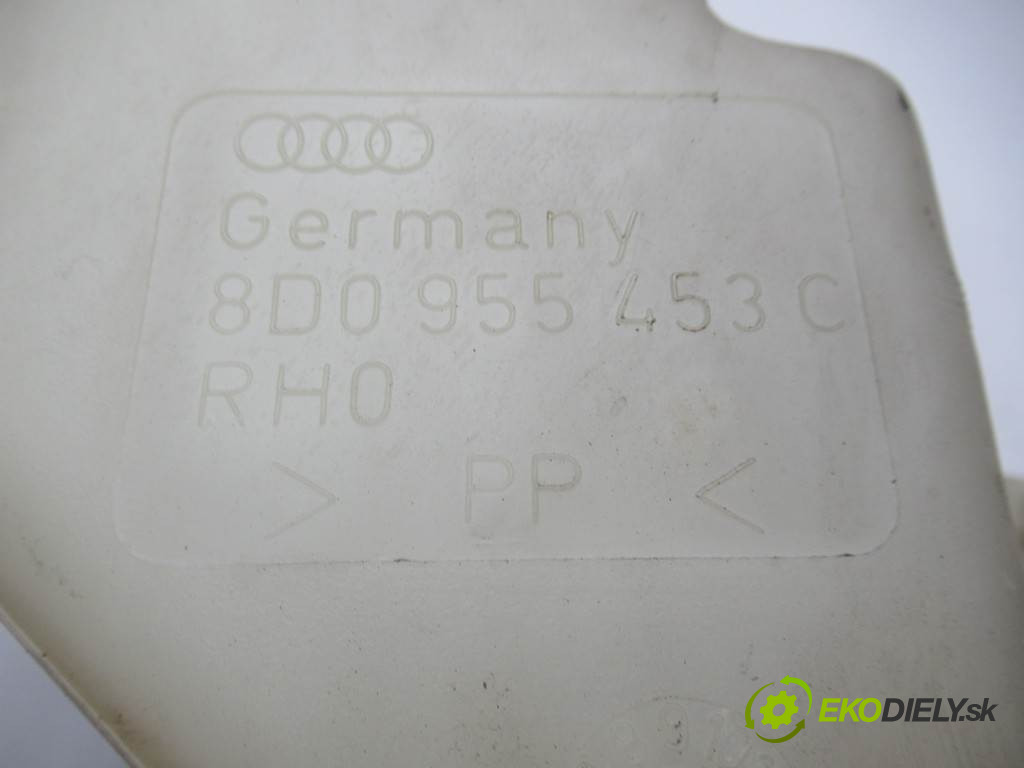 Germany
8D0 955 453 C
RH0
> PP <
EKODIELY.sk